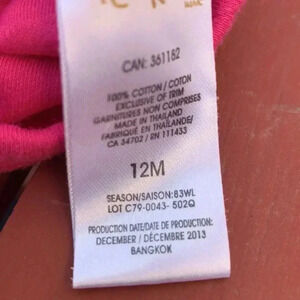 CAN: 361182
100% COTTON / COTON
EXCLUSIVE OF TRIM
GARNITURES NON COMPRISES
MADE IN THAILAND
FABRIQUÉ EN THAÏLANDE/
CA 54702 / RN 111433
12M
SEASON/SAISON: 83WL
LOT C79-0043- 502Q
PRODUCTION DATE/DATE DE PRODUCTION:
DECEMBER / DÉCEMBRE 2013
BANGKOK